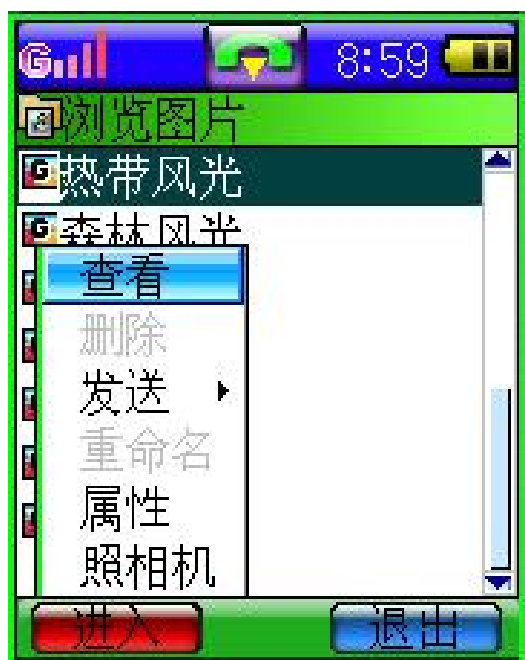 G 8:59
浏览图片
热带风光
森林风光
查看
删除
发送
重命名
属性
照相机
进入 退出